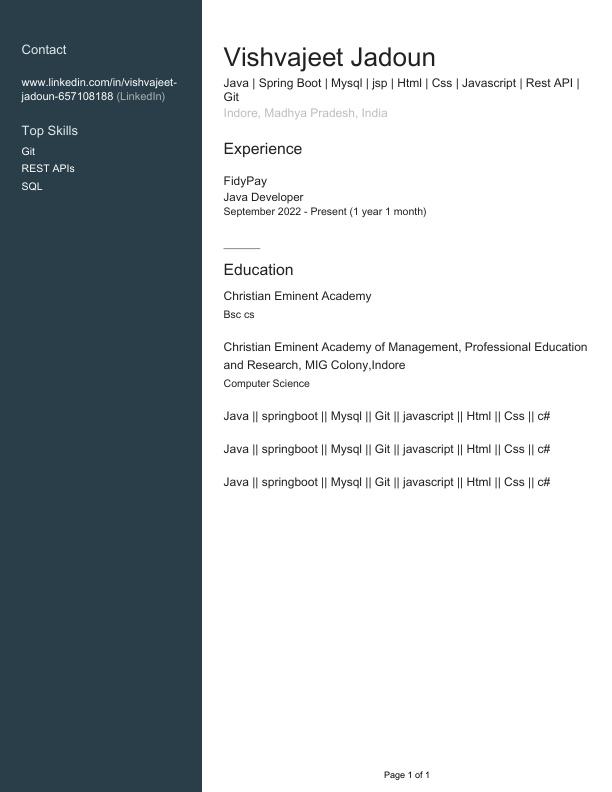 Contact
www.linkedin.com/in/vishvajeet-
jadoun-657108188 (LinkedIn)
Top Skills
Git
REST APIs
SQL
Vishvajeet Jadoun
Java | Spring Boot | Mysql | jsp | Html | Css | Javascript | Rest API |
Git
Indore, Madhya Pradesh, India
Experience
FidyPay
Java Developer
September 2022 - Present (1 year 1 month)
Education
Christian Eminent Academy
Bsc cs
Christian Eminent Academy of Management, Professional Education
and Research, MIG Colony,Indore
Computer Science
Java || springboot || Mysql || Git || javascript || Html || Css || c#
Java || springboot || Mysql || Git || javascript || Html || Css || c#
Java || springboot || Mysql || Git || javascript || Html || Css || c#
Page 1 of 1